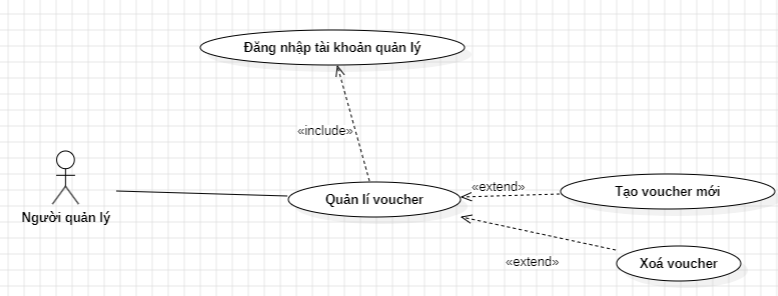 Đăng nhập tài khoản quản lý
«include»
Người quản lý
Quản lí voucher
«extend»
Tạo voucher mới
«extend»
Xoá voucher